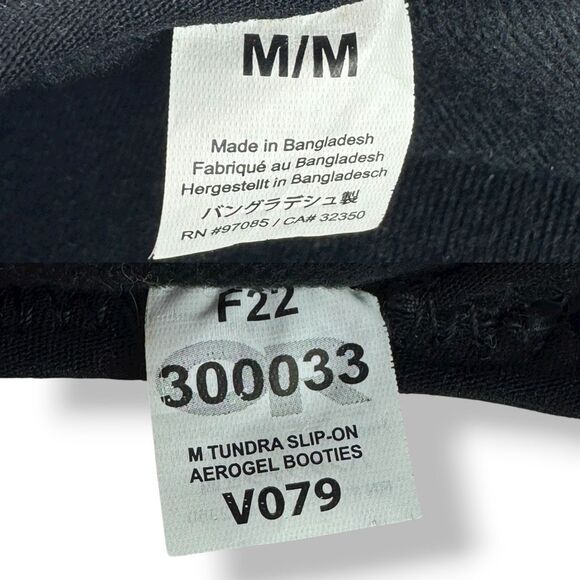 M/M
Made in Bangladesh
Fabriqué au Bangladesh
Hergestellt in Bangladesch
バングラデシュ製
RN #97085 / CA# 32350
F22
OR
300033
M TUNDRA SLIP-ON
AEROGEL BOOTIES
V079